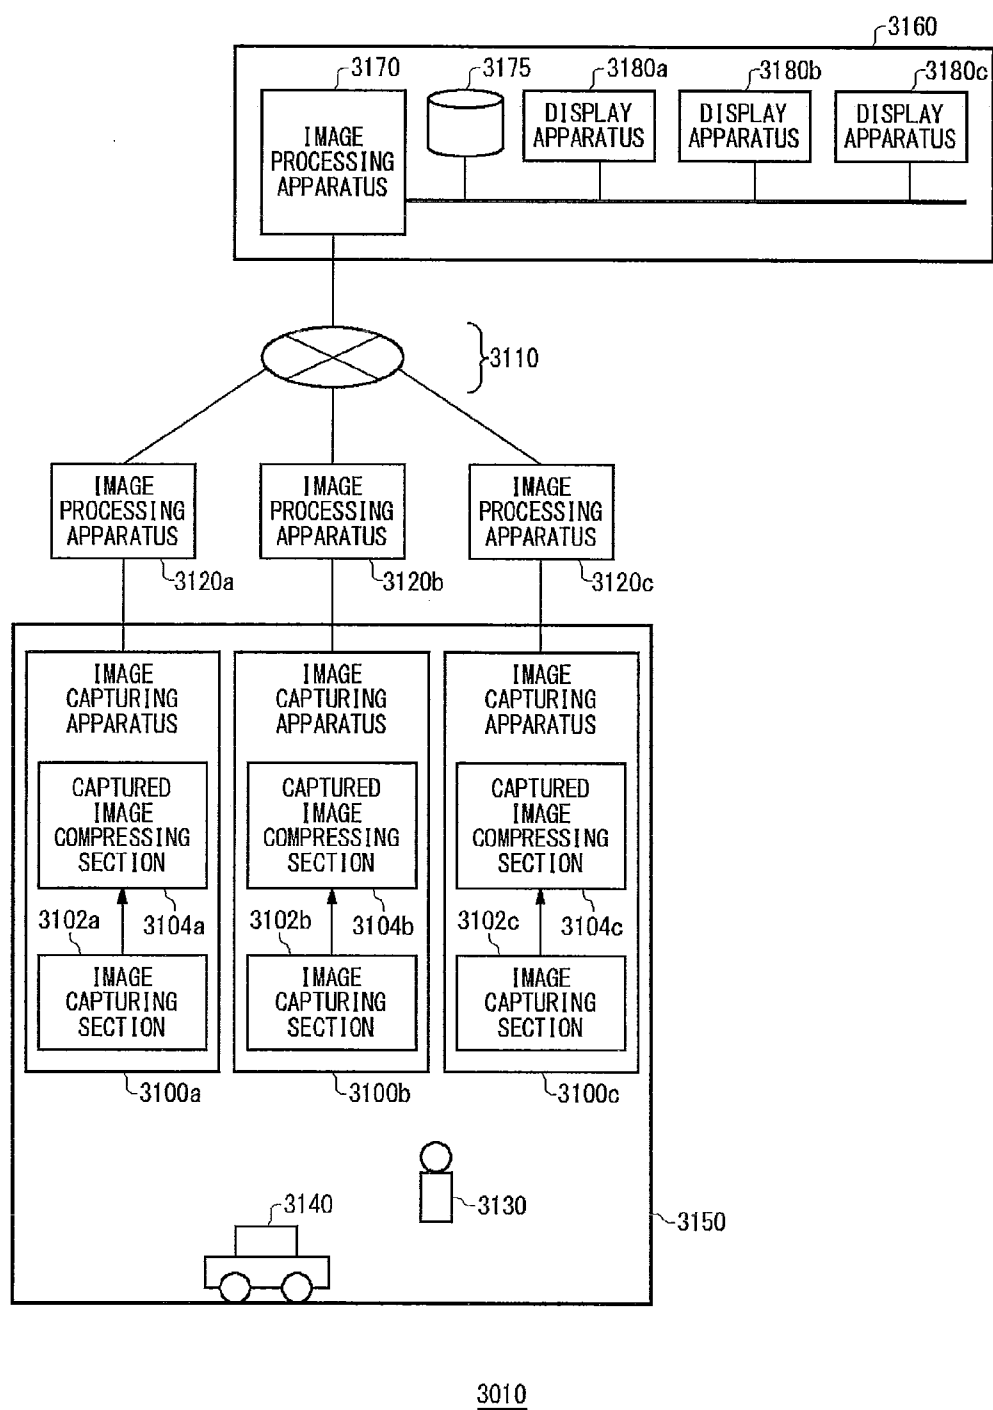 3160
3170
3175
3180a
3180b
3180c
IMAGE
PROCESSING
APPARATUS
DISPLAY
APPARATUS
DISPLAY
APPARATUS
DISPLAY
APPARATUS
3110
IMAGE
PROCESSING
APPARATUS
IMAGE
PROCESSING
APPARATUS
IMAGE
PROCESSING
APPARATUS
3120a
3120b
3120c
IMAGE
CAPTURING
APPARATUS
CAPTURED
IMAGE
COMPRESSING
SECTION
3102a
3104a
IMAGE
CAPTURING
SECTION
3100a
IMAGE
CAPTURING
APPARATUS
CAPTURED
IMAGE
COMPRESSING
SECTION
3102b
3104b
IMAGE
CAPTURING
SECTION
3100b
IMAGE
CAPTURING
APPARATUS
CAPTURED
IMAGE
COMPRESSING
SECTION
3102c
3104c
IMAGE
CAPTURING
SECTION
3100c
3130
3140
3150
3010